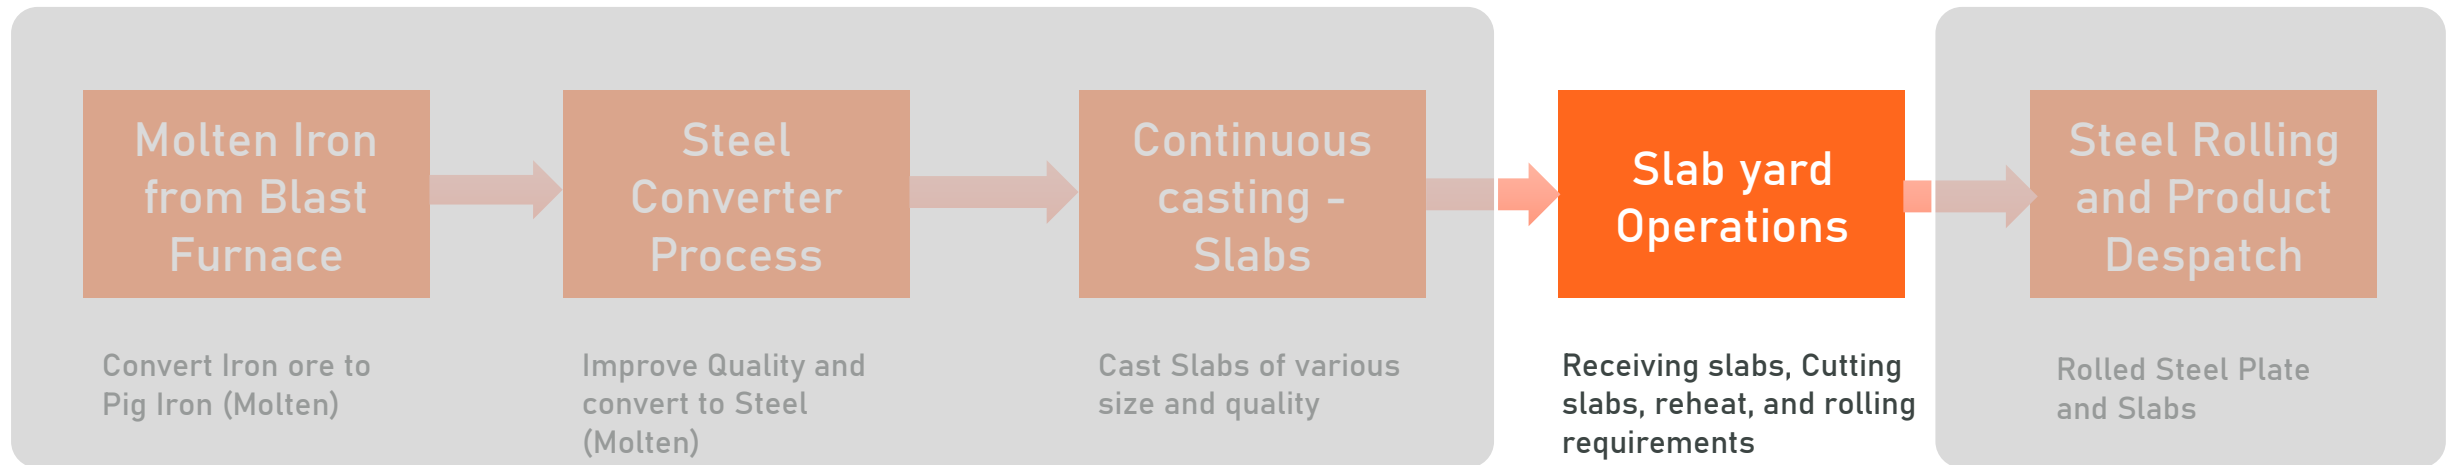 Molten Iron
from Blast
Furnace
Steel
Converter
Process
Continuous
casting -
Slabs
Slab yard
Operations
Steel Rolling
and Product
Despatch
Convert Iron ore to
Pig Iron (Molten)
Improve Quality and
convert to Steel
(Molten)
Cast Slabs of various
size and quality
Receiving slabs, Cutting
slabs, reheat, and rolling
requirements
Rolled Steel Plate
and Slabs